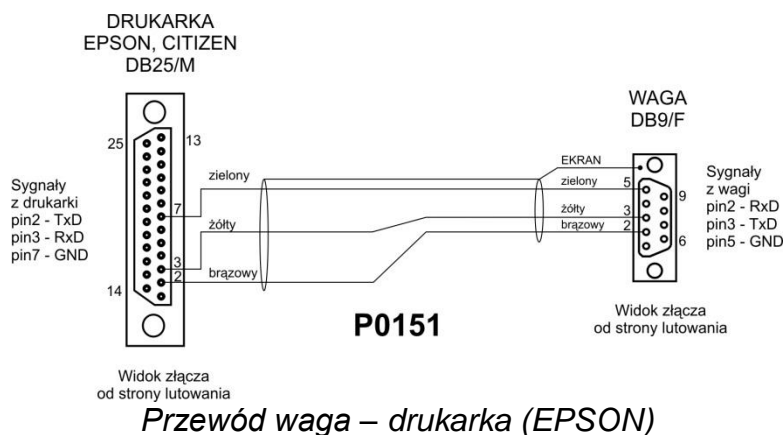 DRUKARKA
EPSON, CITIZEN
DB25/M
25
13
7
3
2
14
Sygnały
z drukarki
pin2 - TxD
pin3 - RxD
pin7 - GND
zielony
żółty
brązowy
Widok złącza
od strony lutowania
P0151
WAGA
DB9/F
EKRAN
zielony
żółty
brązowy
5
9
3
2
6
Sygnały
z wagi
pin2 - RxD
pin3 - TxD
pin5 - GND
Widok złącza
od strony lutowania
Przewód waga – drukarka (EPSON)